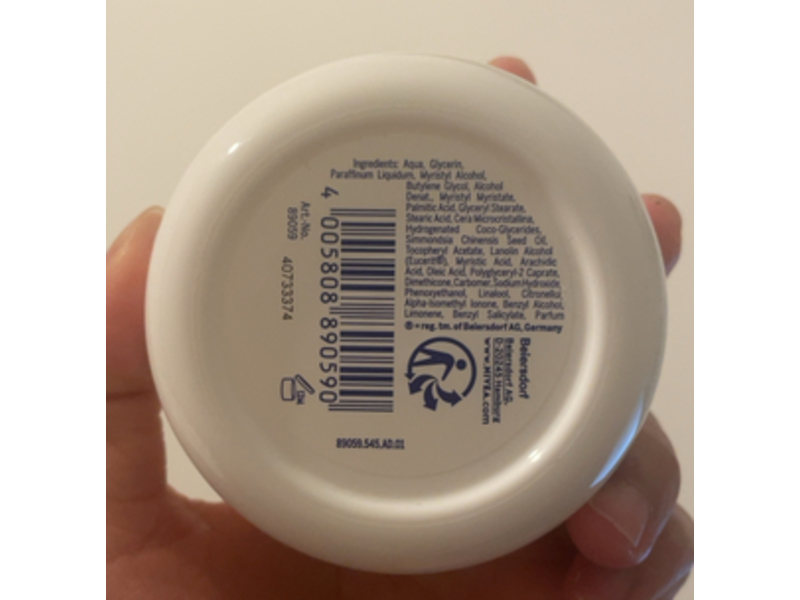 Ingredients: Aqua, Glycerin,
Paraffinum Liquidum, Myristyl Alcohol,
Butylene Glycol, Alcohol
Denat., Myristyl Myristate,
Palmitic Acid, Glyceryl Stearate,
Stearic Acid, Cera Microcristallina,
Hydrogenated Coco-Glycerides,
Simmondsia Chinensis Seed Oil,
Tocopheryl Acetate, Lanolin Alcohol
(Eucerit®), Myristic Acid, Arachidic
Acid, Oleic Acid, Polyglyceryl-2 Caprate,
Dimethicone, Carbomer, Sodium Hydroxide,
Phenoxyethanol, Linalool, Citronellol,
Alpha-Isomethyl Ionone, Benzyl Alcohol,
Limonene, Benzyl Salicylate, Parfum
® = reg. tm. of Beiersdorf AG, Germany
Art.-No.
89059
40733374
4 005808 890590
Beiersdorf
Beiersdorf AG,
D-20245 Hamburg
www.NIVEA.com
89059.545.AD.01